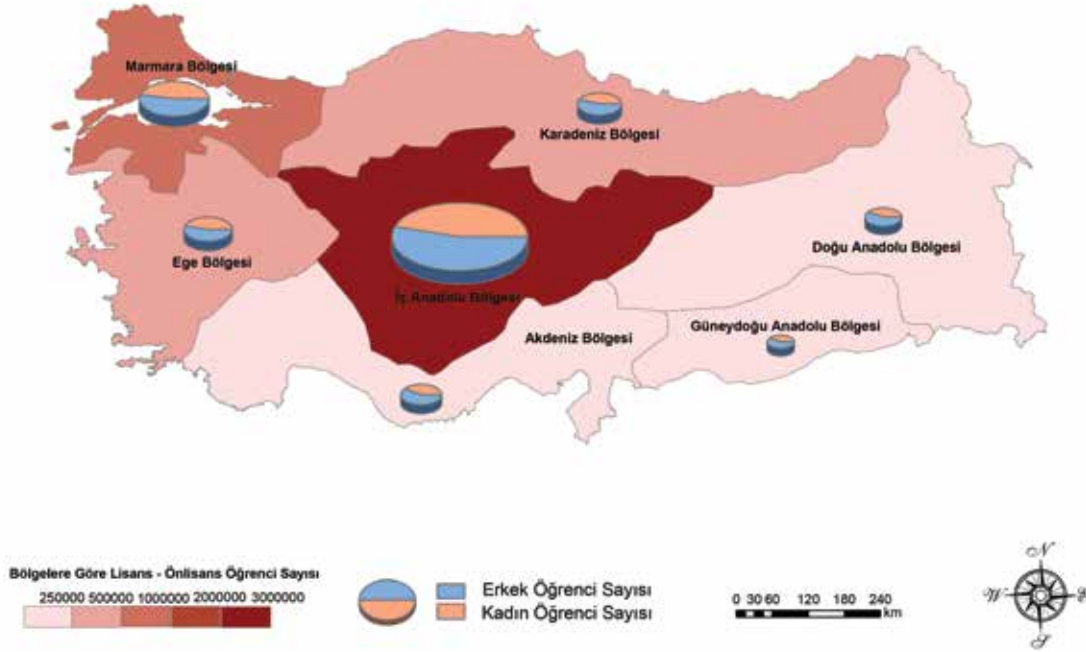 Marmara Bölgesi
Karadeniz Bölgesi
Ege Bölgesi
İç Anadolu Bölgesi
Doğu Anadolu Bölgesi
Güneydoğu Anadolu Bölgesi
Akdeniz Bölgesi
Bölgelere Göre Lisans - Önlisans Öğrenci Sayısı
250000 500000 1000000 2000000 3000000
Erkek Öğrenci Sayısı
Kadın Öğrenci Sayısı
0 30 60 120 180 240
km
N
W
S